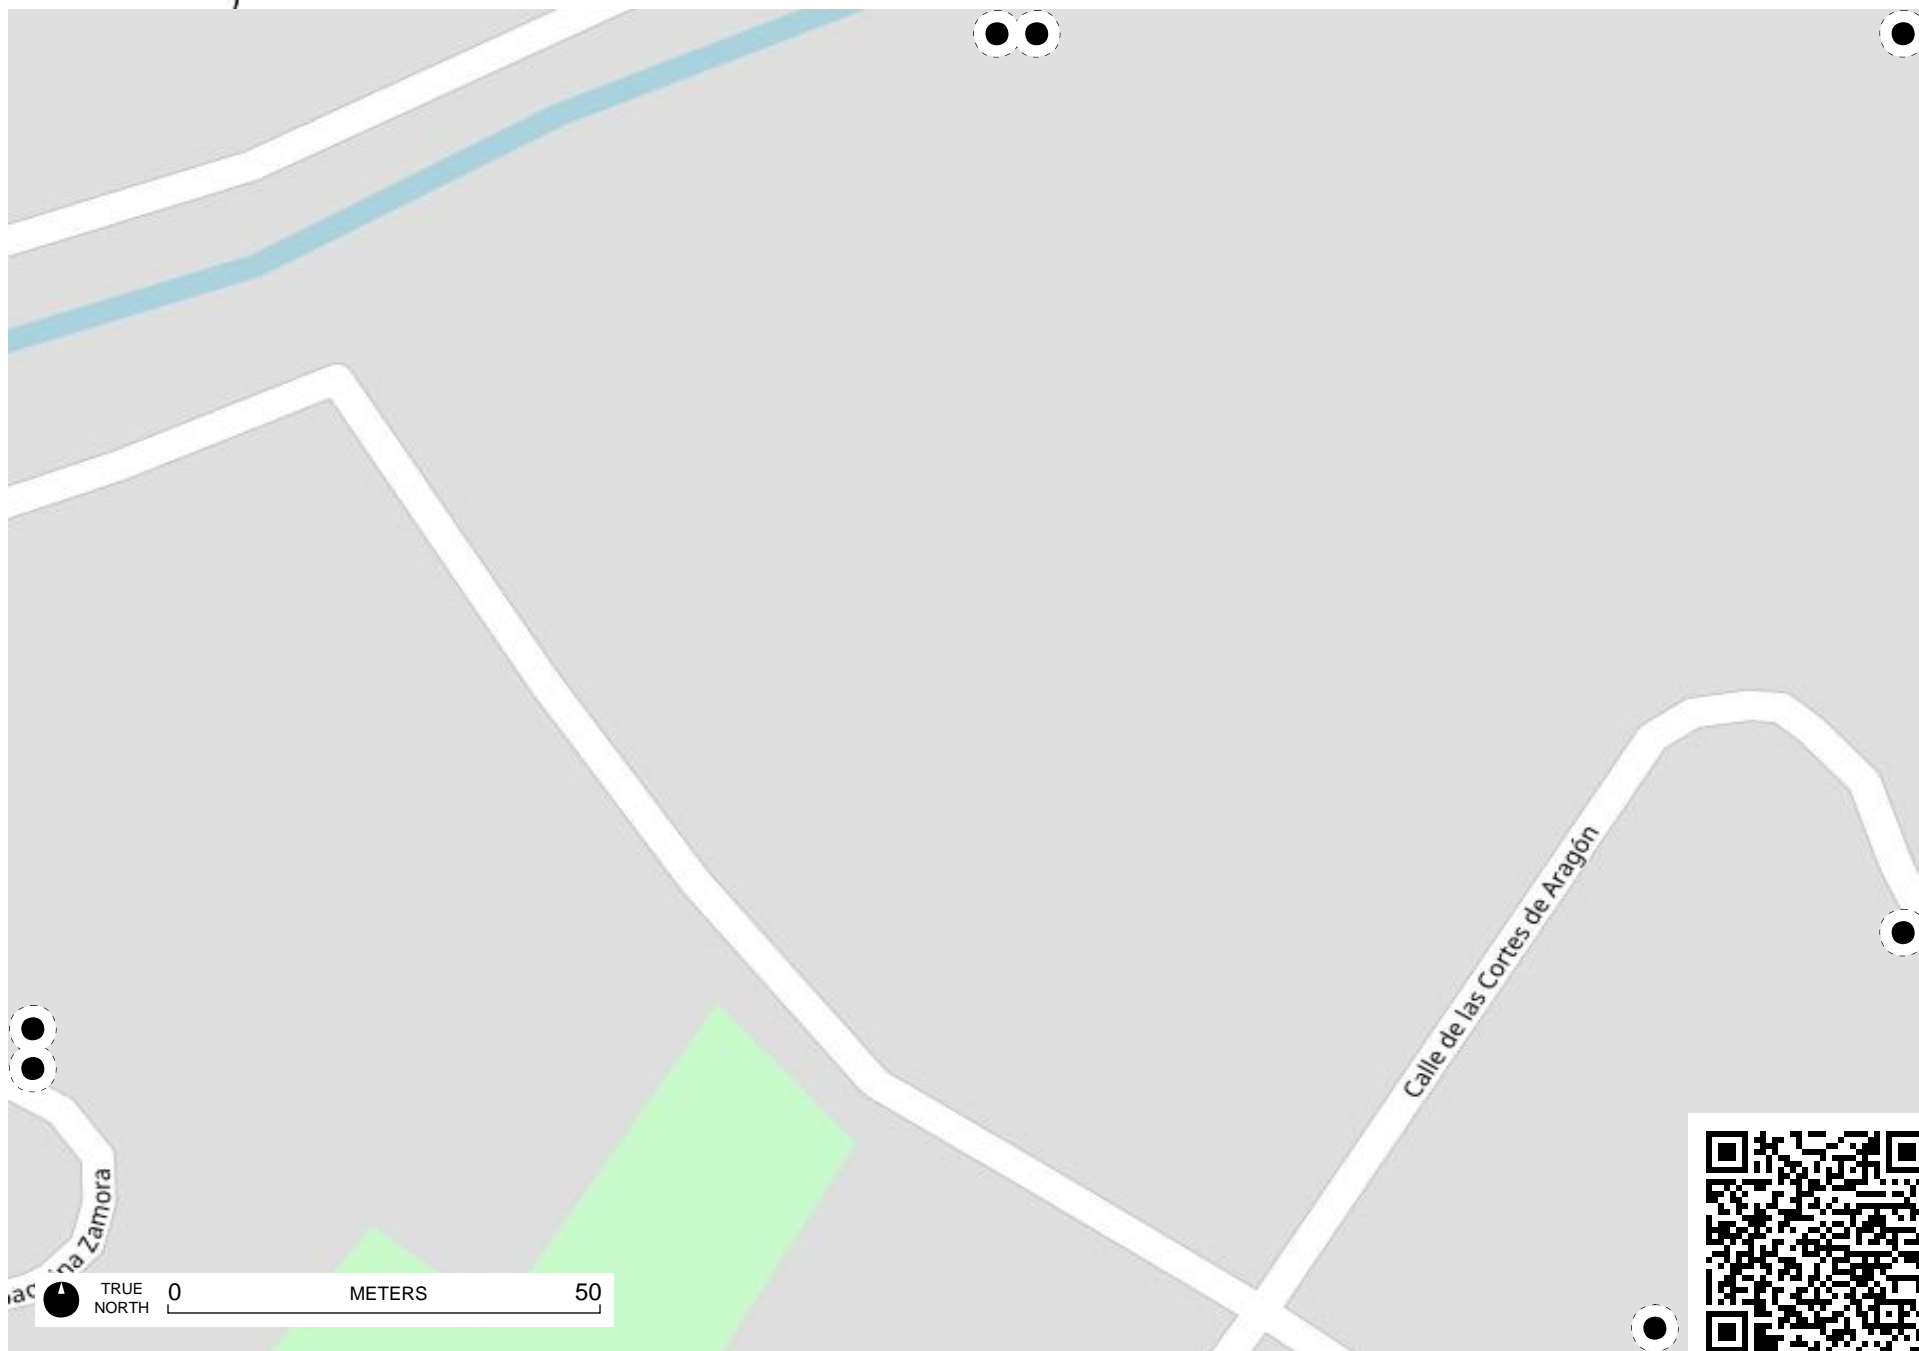 Calle de las Cortes de Aragón
Zamora
TRUE
NORTH
0 METERS 50